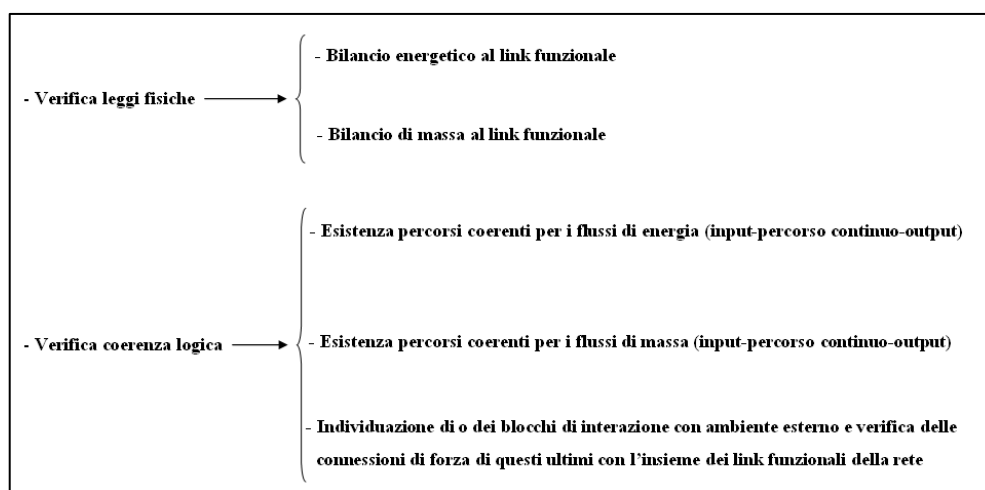 - Verifica leggi fisiche
- Bilancio energetico al link funzionale
- Bilancio di massa al link funzionale
- Verifica coerenza logica
- Esistenza percorsi coerenti per i flussi di energia (input-percorso continuo-output)
- Esistenza percorsi coerenti per i flussi di massa (input-percorso continuo-output)
- Individuazione di o dei blocchi di interazione con ambiente esterno e verifica delle
connessioni di forza di questi ultimi con l'insieme dei link funzionali della rete